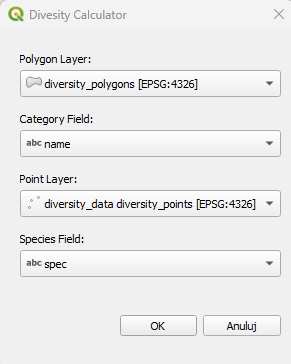 Divesity Calculator
Polygon Layer:
diversity_polygons [EPSG:4326]
Category Field:
abc name
Point Layer:
diversity_data diversity_points [EPSG:4326]
Species Field:
abc spec
OK Anuluj